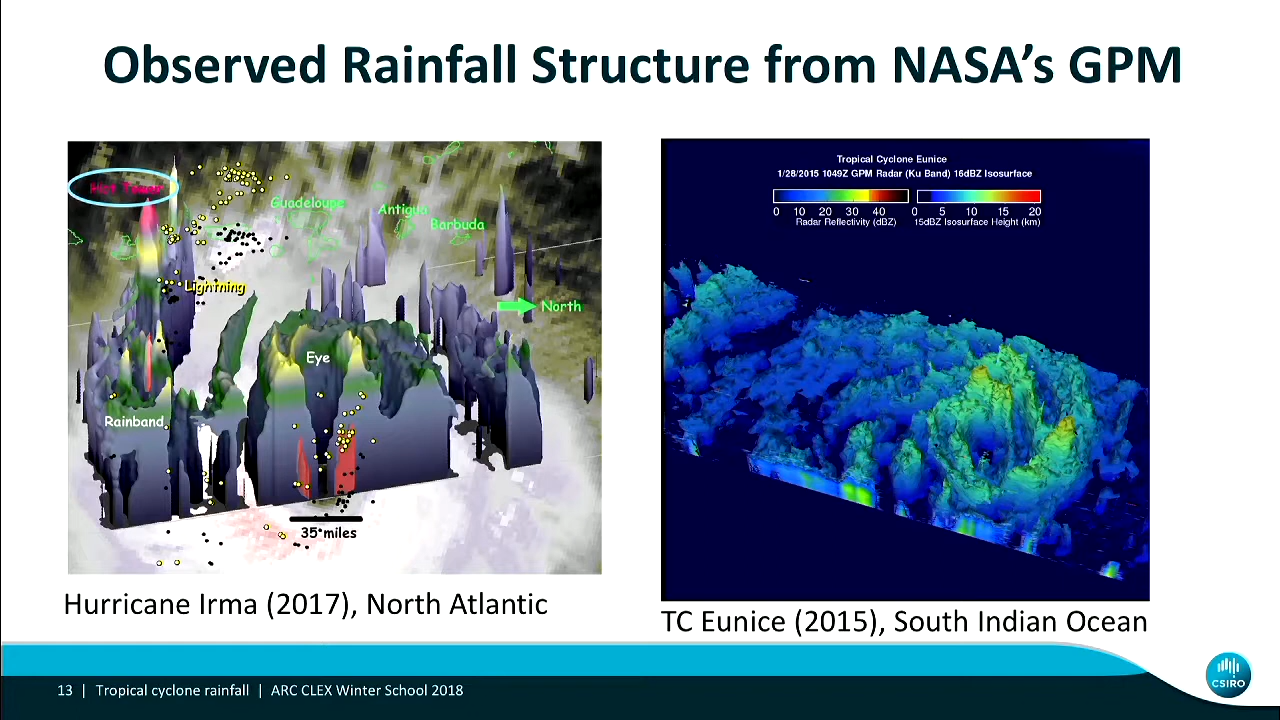 Observed Rainfall Structure from NASA's GPM
Hot Tower
Guadeloupe
Antigua
Barbuda
Lightning
North
Eye
Rainband
35 miles
Hurricane Irma (2017), North Atlantic
Tropical Cyclone Eunice
1/28/2015 1049Z GPM Radar (Ku Band) 16dBZ Isosurface
0 10 20 30 40 0 5 10 15 20
Radar Reflectivity (dBZ) 15dBZ Isosurface Height (km)
TC Eunice (2015), South Indian Ocean
13 | Tropical cyclone rainfall | ARC CLEX Winter School 2018
CSIRO